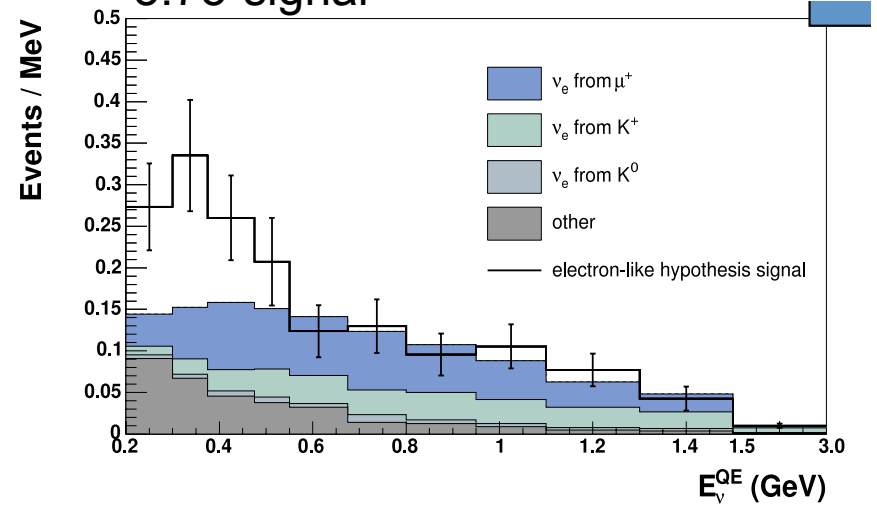 Events / MeV
0.5
0.45
0.4
0.35
0.3
0.25
0.2
0.15
0.1
0.05
0
νe from μ+
νe from K+
νe from K0
other
electron-like hypothesis signal
0.2 0.4 0.6 0.8 1 1.2 1.4 1.5 3.0
EνQE (GeV)